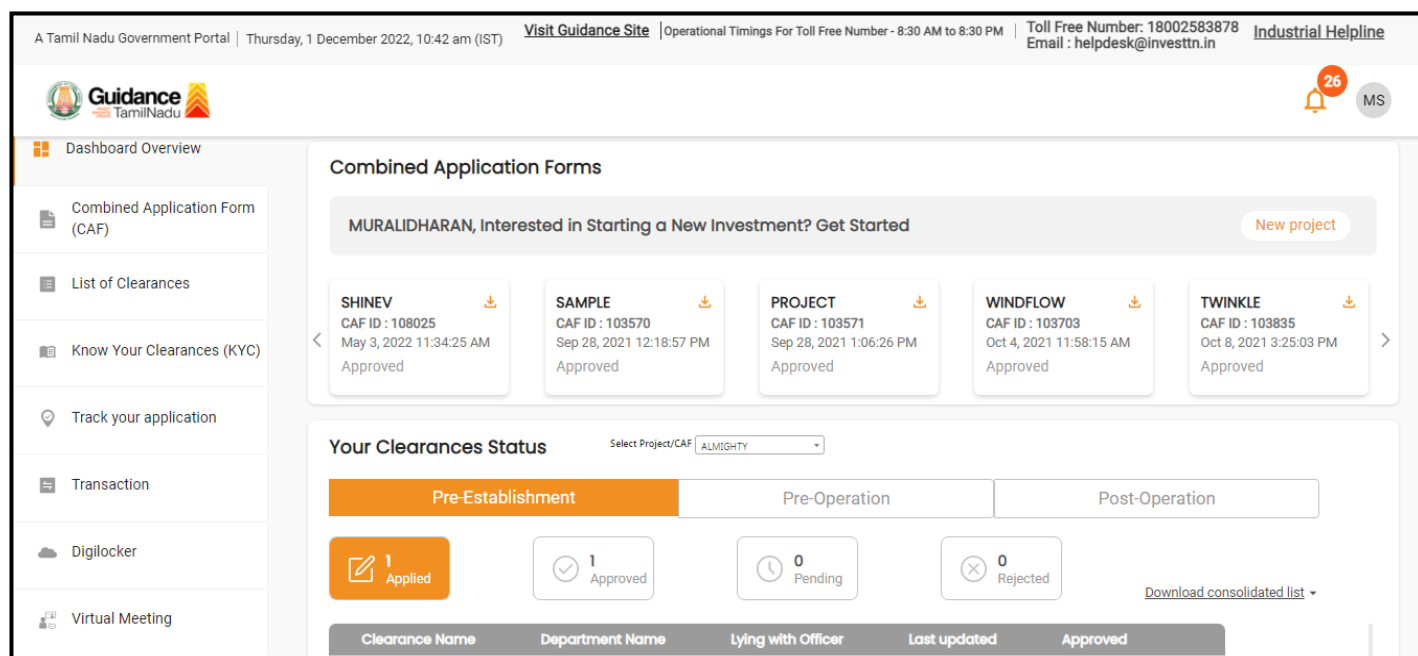 A Tamil Nadu Government Portal | Thursday, 1 December 2022, 10:42 am (IST)
Visit Guidance Site | Operational Timings For Toll Free Number - 8:30 AM to 8:30 PM
Toll Free Number: 18002583878
Email : helpdesk@investtn.in
Industrial Helpline
Guidance
TamilNadu
26
MS
Dashboard Overview
Combined Application Form
(CAF)
List of Clearances
Know Your Clearances (KYC)
Track your application
Transaction
Digilocker
Virtual Meeting
Combined Application Forms
MURALIDHARAN, Interested in Starting a New Investment? Get Started
New project
SHINEV
CAF ID : 108025
May 3, 2022 11:34:25 AM
Approved
SAMPLE
CAF ID : 103570
Sep 28, 2021 12:18:57 PM
Approved
PROJECT
CAF ID : 103571
Sep 28, 2021 1:06:26 PM
Approved
WINDFLOW
CAF ID : 103703
Oct 4, 2021 11:58:15 AM
Approved
TWINKLE
CAF ID : 103835
Oct 8, 2021 3:25:03 PM
Approved
Your Clearances Status
Select Project/CAF ALMIGHTY
Pre-Establishment Pre-Operation Post-Operation
1
Applied
1
Approved
0
Pending
0
Rejected
Download consolidated list
Clearance Name Department Name Lying with Officer Last updated Approved